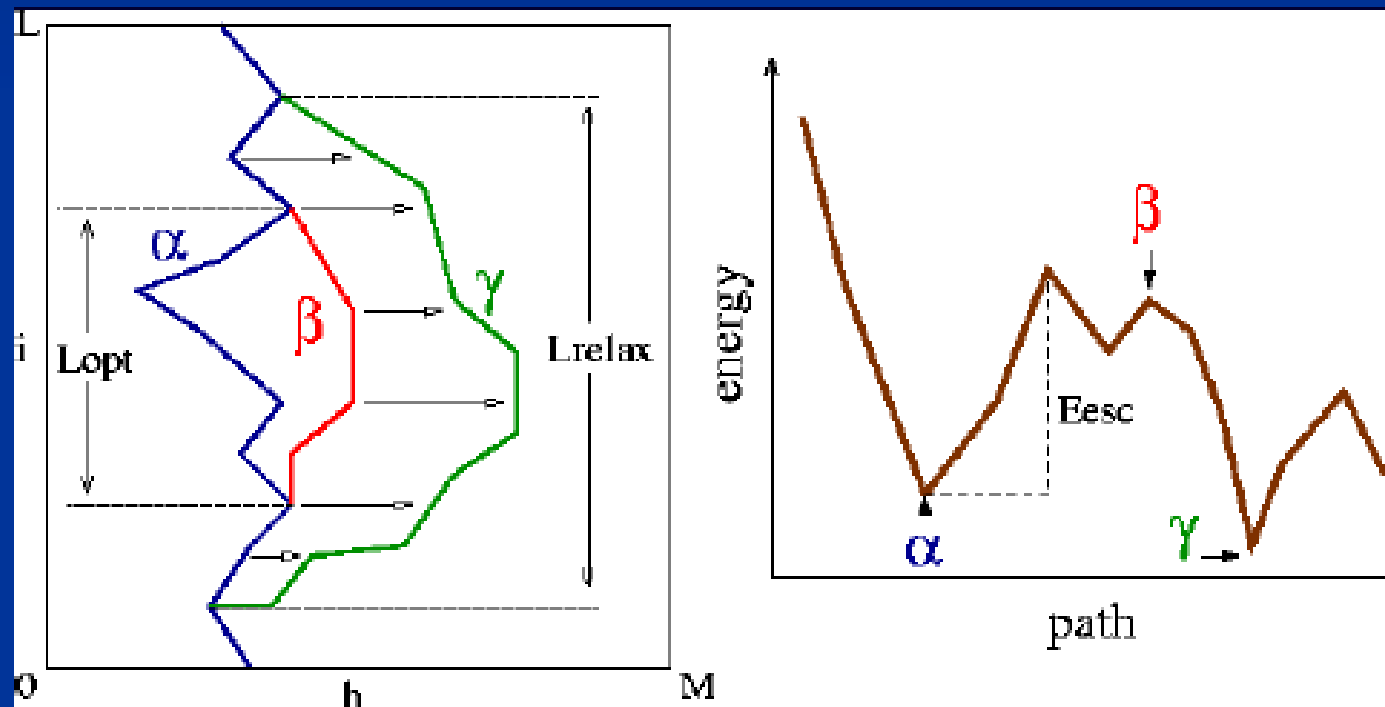 L
α
β
γ
i
Lopt
Lrelax
0
h
M
energy
β
Eesc
α
γ
path